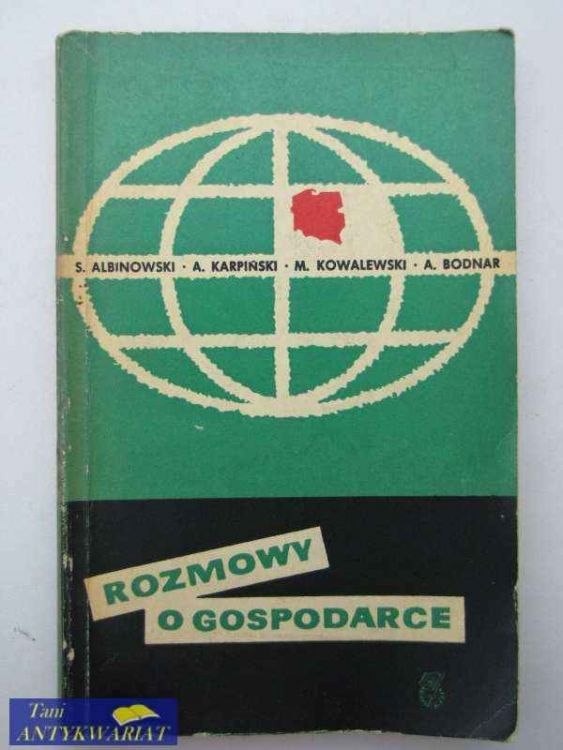 S. ALBINOWSKI · A. KARPIŃSKI · M. KOWALEWSKI · A. BODNAR
ROZMOWY
O GOSPODARCE
Tani
ANTYKWARIAT